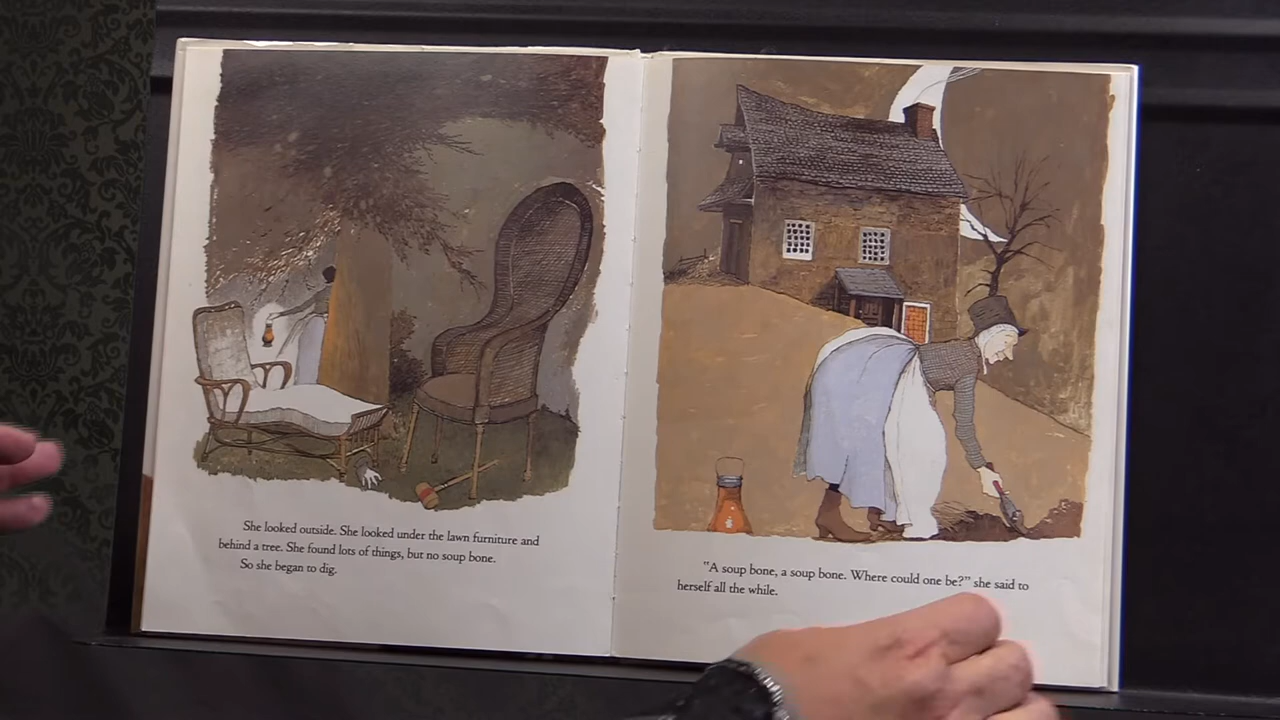 She looked outside. She looked under the lawn furniture and
behind a tree. She found lots of things, but no soup bone.
So she began to dig.
"A soup bone, a soup bone. Where could one be?" she said to
herself all the while.